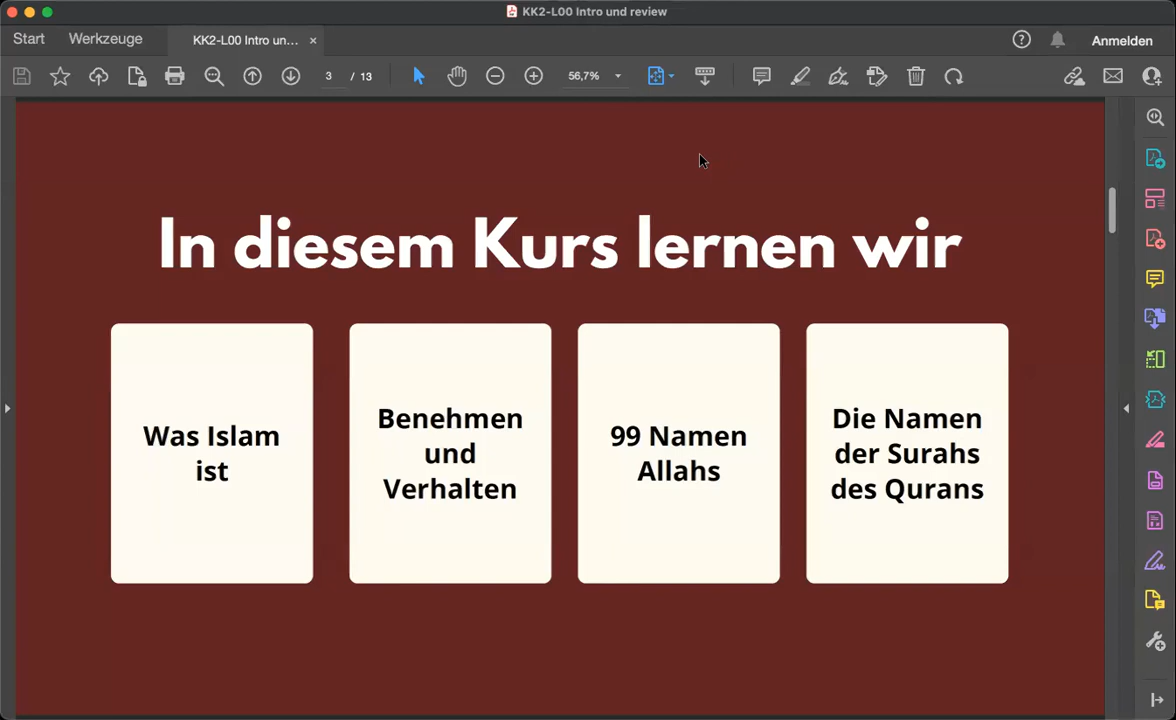 KK2-L00 Intro und review
Start
Werkzeuge
KK2-L00 Intro un...
Anmelden
3 / 13
56,7%
In diesem Kurs lernen wir
Was Islam
ist
Benehmen
und
Verhalten
99 Namen
Allahs
Die Namen
der Surahs
des Qurans